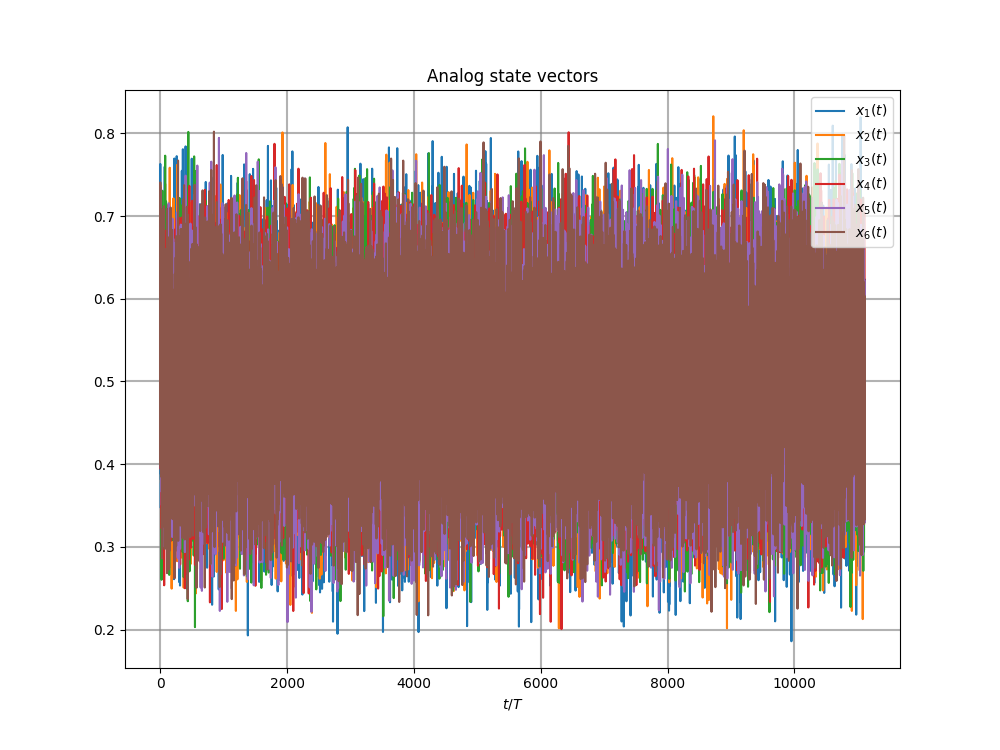 Analog state vectors
0.8
0.7
0.6
0.5
0.4
0.3
0.2
x₁(t)
x₂(t)
x₃(t)
x₄(t)
x₅(t)
x₆(t)
0 2000 4000 6000 8000 10000
t/T